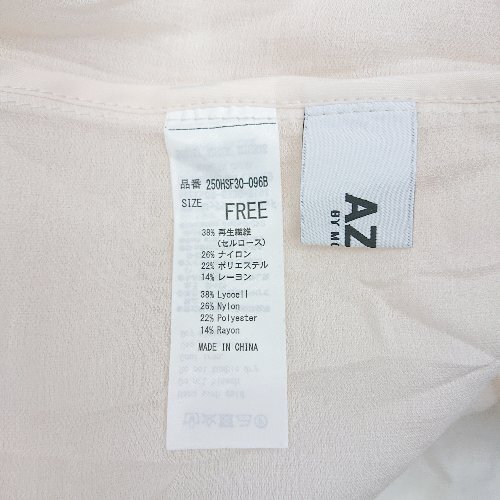 品番 250HSF30-096B
SIZE FREE
38% 再生繊維
(セルロース)
26% ナイロン
22% ポリエステル
14% レーヨン
38% Lyocell
26% Nylon
22% Polyester
14% Rayon
MADE IN CHINA
AZ
BY MO